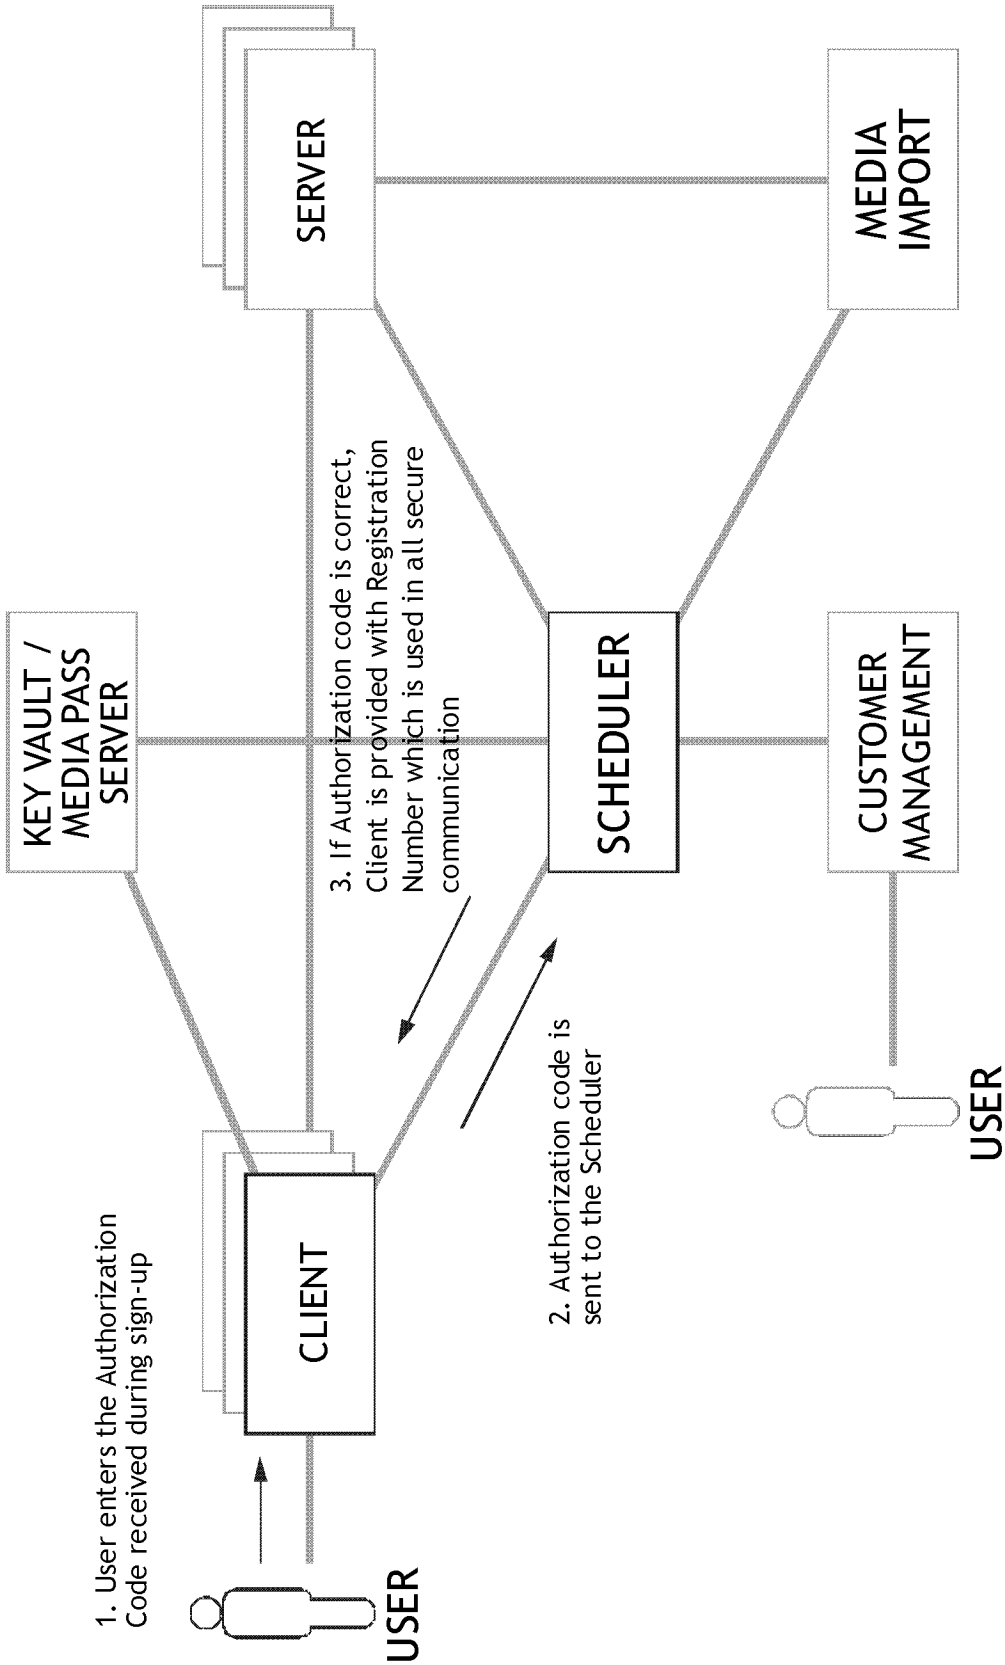 1. User enters the Authorization
Code received during sign-up
USER
CLIENT
KEY VAULT /
MEDIA PASS
SERVER
SERVER
3. If Authorization code is correct,
Client is provided with Registration
Number which is used in all secure
communication
2. Authorization code is
sent to the Scheduler
SCHEDULER
USER
CUSTOMER
MANAGEMENT
MEDIA
IMPORT